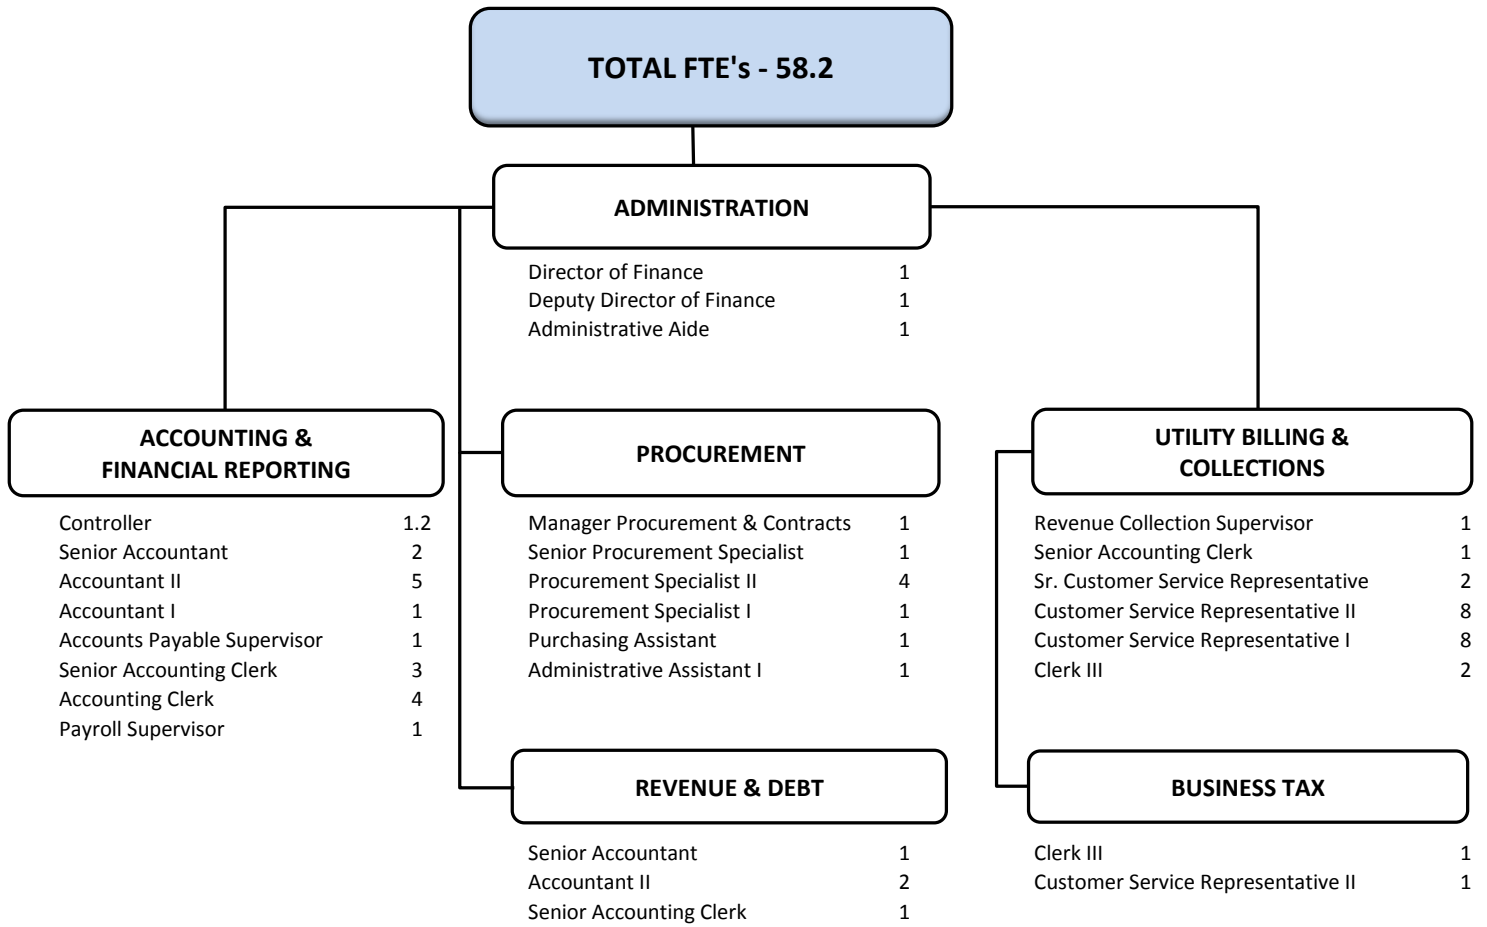 TOTAL FTE's - 58.2
ADMINISTRATION
Director of Finance 1
Deputy Director of Finance 1
Administrative Aide 1
ACCOUNTING &
FINANCIAL REPORTING
Controller 1.2
Senior Accountant 2
Accountant II 5
Accountant I 1
Accounts Payable Supervisor 1
Senior Accounting Clerk 3
Accounting Clerk 4
Payroll Supervisor 1
PROCUREMENT
Manager Procurement & Contracts 1
Senior Procurement Specialist 1
Procurement Specialist II 4
Procurement Specialist I 1
Purchasing Assistant 1
Administrative Assistant I 1
REVENUE & DEBT
Senior Accountant 1
Accountant II 2
Senior Accounting Clerk 1
UTILITY BILLING &
COLLECTIONS
Revenue Collection Supervisor 1
Senior Accounting Clerk 1
Sr. Customer Service Representative 2
Customer Service Representative II 8
Customer Service Representative I 8
Clerk III 2
BUSINESS TAX
Clerk III 1
Customer Service Representative II 1